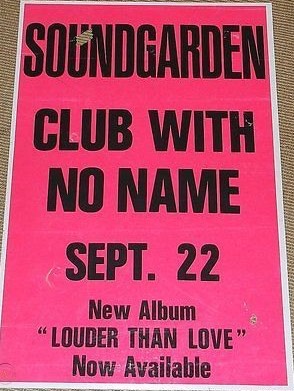 SOUNDGARDEN
CLUB WITH
NO NAME
SEPT. 22
New Album
"LOUDER THAN LOVE"
Now Available